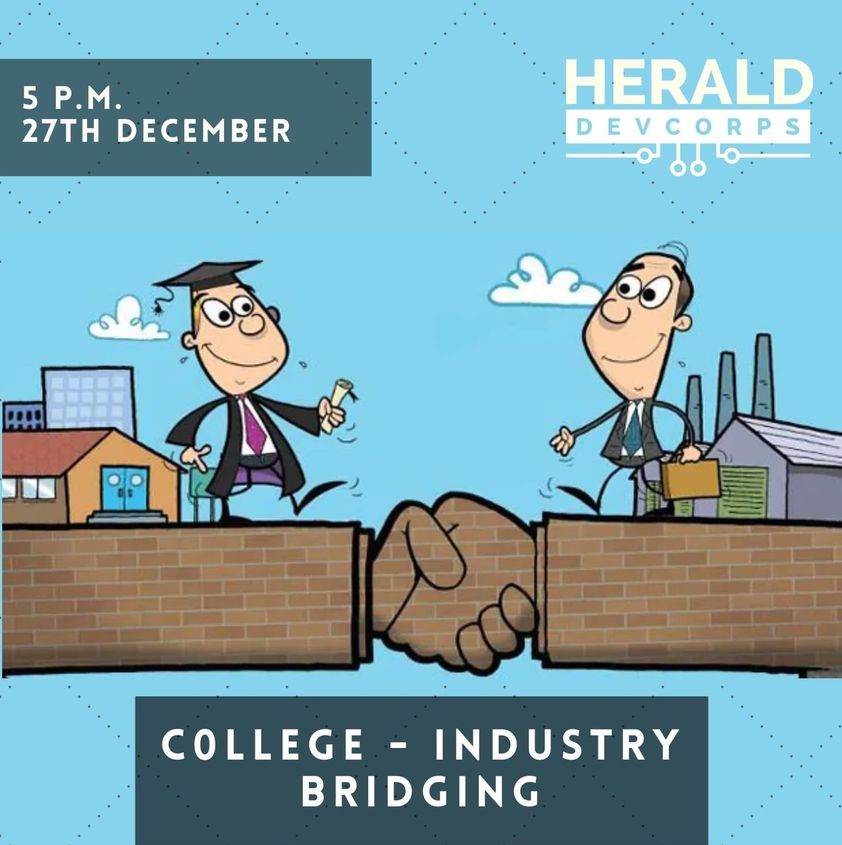 5 P.M.
27TH DECEMBER
HERALD
DEVCORPS
C0LLEGE - INDUSTRY
BRIDGING